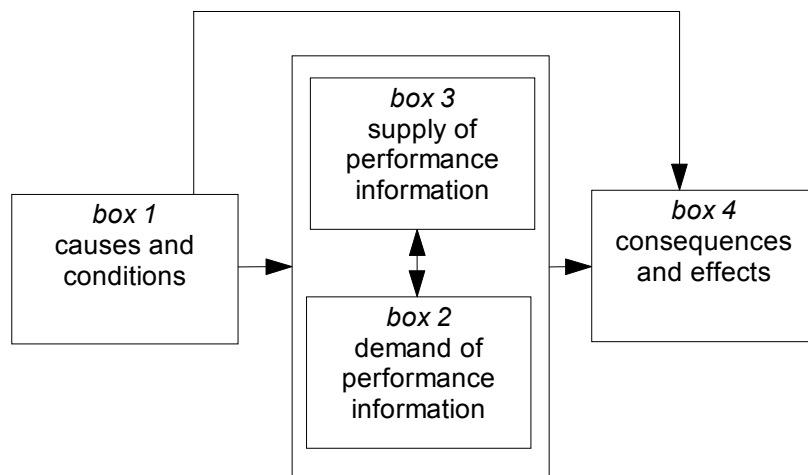 box 1
causes and
conditions
box 3
supply of
performance
information
box 2
demand of
performance
information
box 4
consequences
and effects